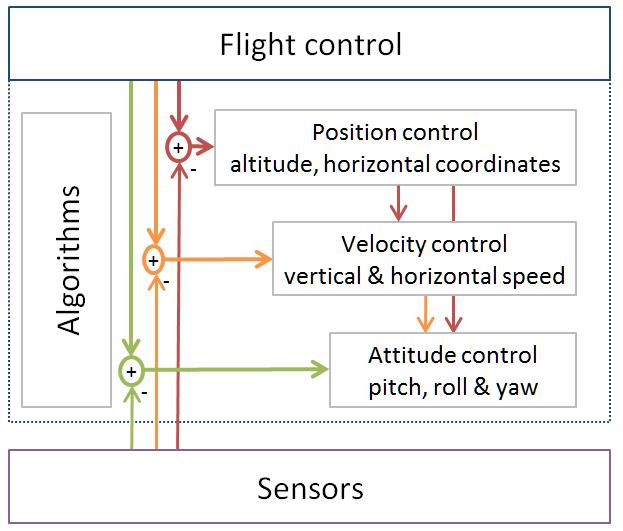 Flight control
Algorithms
+
-
Position control
altitude, horizontal coordinates
+
-
Velocity control
vertical & horizontal speed
+
-
Attitude control
pitch, roll & yaw
Sensors